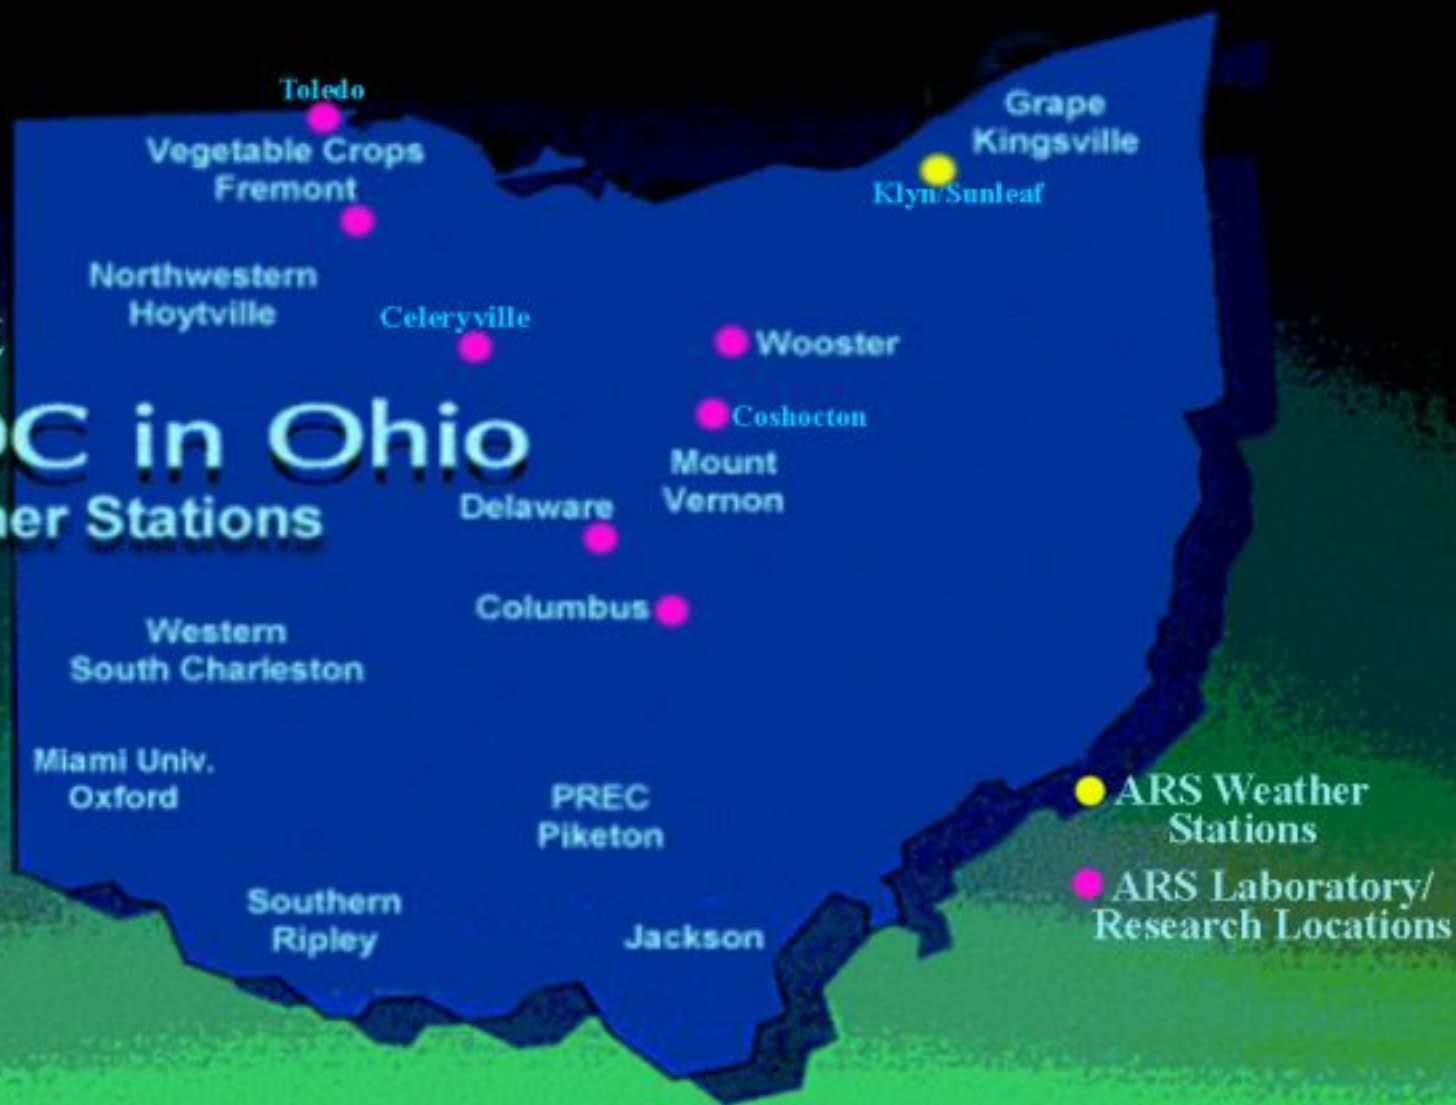 Toledo
Grape
Kingsville
Vegetable Crops
Fremont
Klyn/Sunleaf
Northwestern
Hoytville
Celeryville
Wooster
Coshocton
C in Ohio
Mount
Vernon
Delaware
er Stations
Columbus
Western
South Charleston
Miami Univ.
Oxford
PREC
Piketon
ARS Weather
Stations
ARS Laboratory/
Research Locations
Southern
Ripley
Jackson